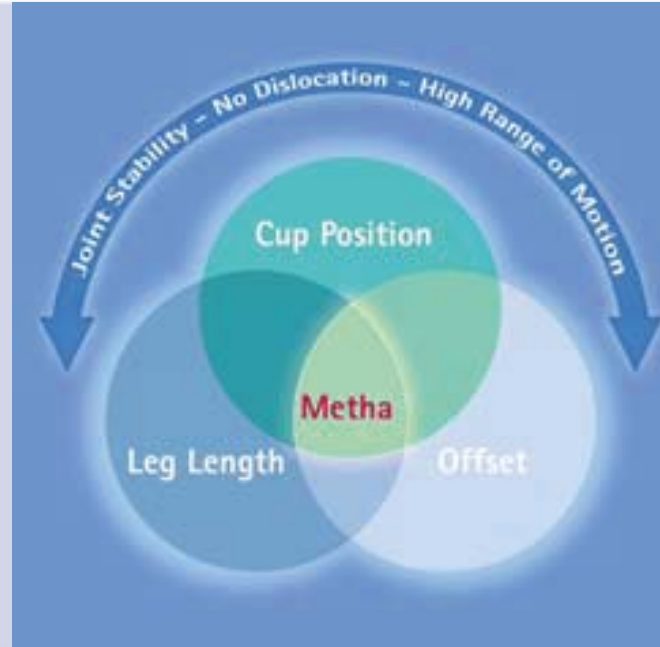 Joint Stability – No Dislocation – High Range of Motion
Cup Position
Metha
Leg Length
Offset